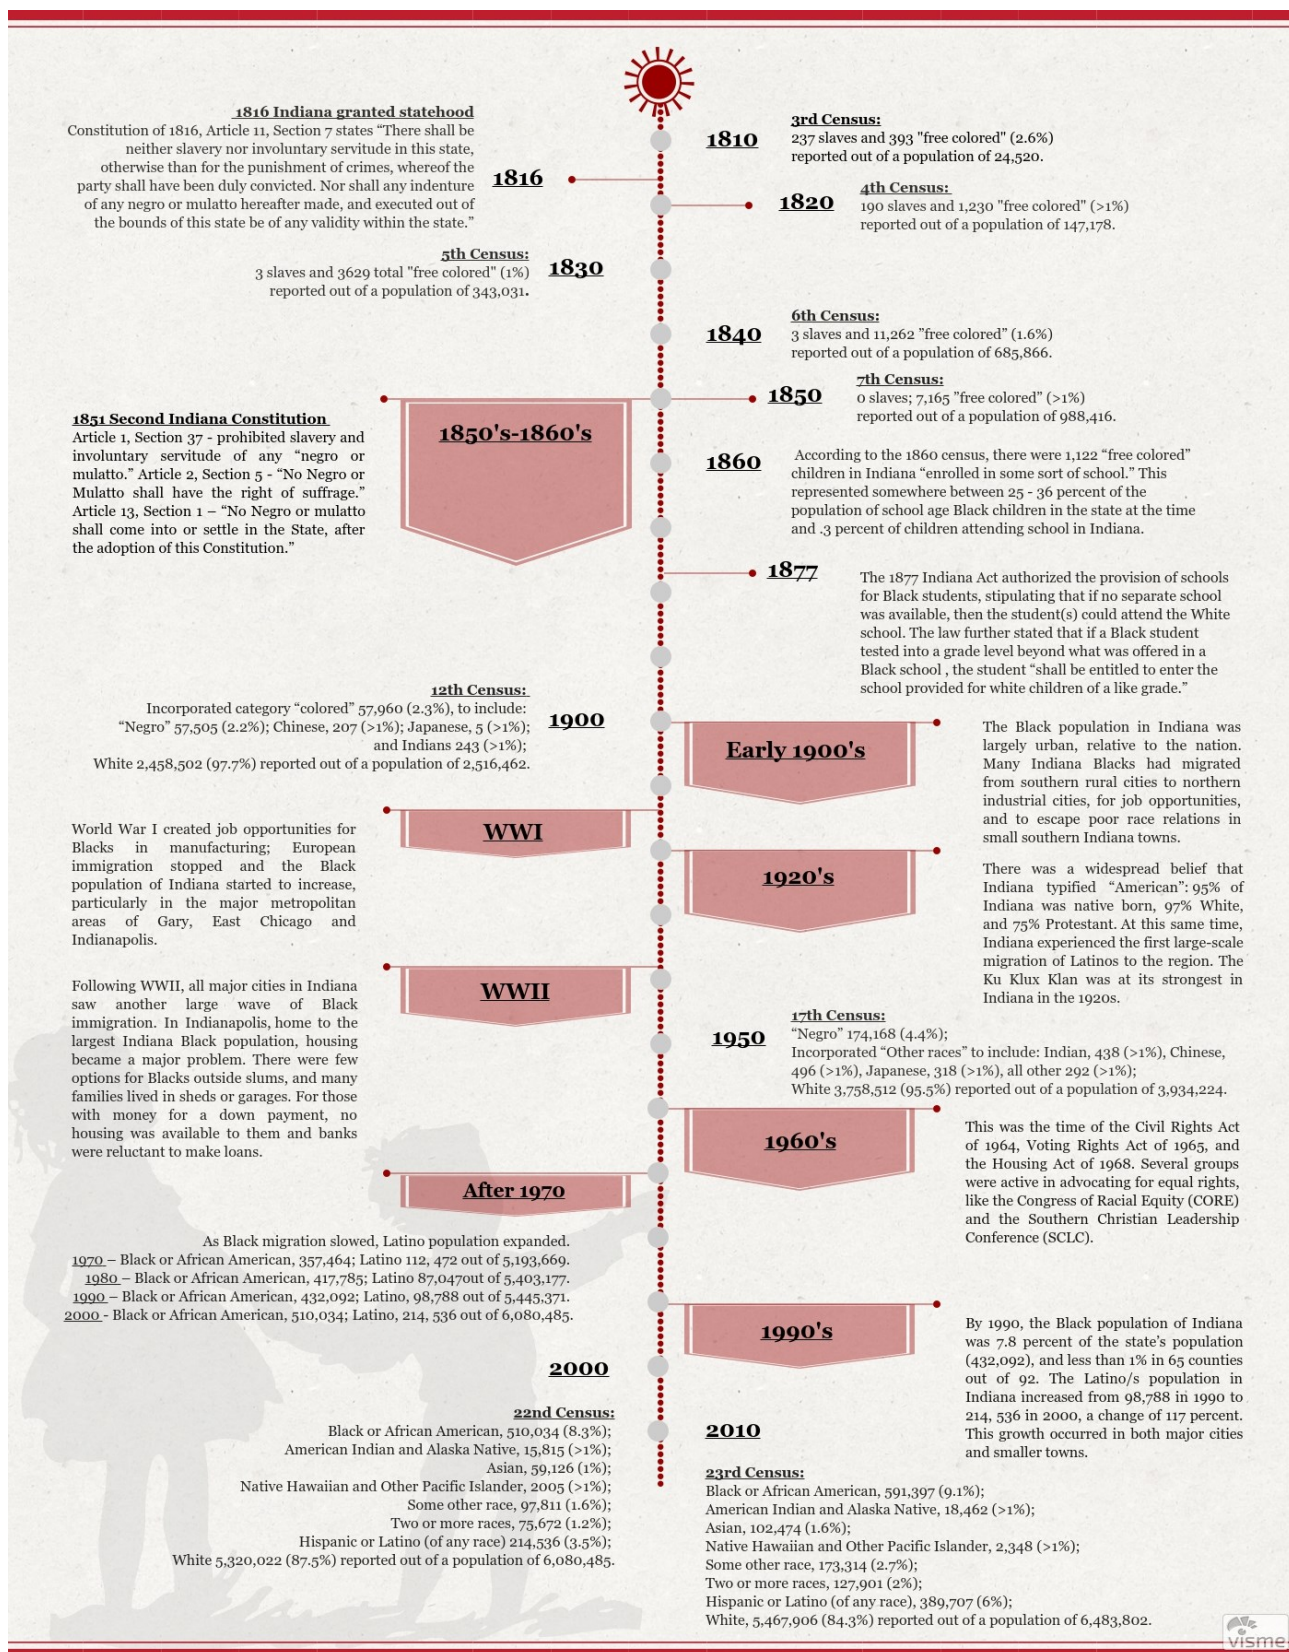 1816 Indiana granted statehood
Constitution of 1816, Article 11, Section 7 states “There shall be
neither slavery nor involuntary servitude in this state,
otherwise than for the punishment of crimes, whereof the
party shall have been duly convicted. Nor shall any indenture
of any negro or mulatto hereafter made, and executed out of
the bounds of this state be of any validity within the state.”
1816
1810
3rd Census:
237 slaves and 393 "free colored" (2.6%)
reported out of a population of 24,520.
1820
4th Census:
190 slaves and 1,230 "free colored" (>1%)
reported out of a population of 147,178.
5th Census:
3 slaves and 3629 total "free colored" (1%)
reported out of a population of 343,031.
1830
1840
6th Census:
3 slaves and 11,262 "free colored” (1.6%)
reported out of a population of 685,866.
1850
7th Census:
0 slaves; 7,165 "free colored” (>1%)
reported out of a population of 988,416.
1850's-1860's
1851 Second Indiana Constitution
Article 1, Section 37 - prohibited slavery and
involuntary servitude of any “negro or
mulatto.” Article 2, Section 5 - “No Negro or
Mulatto shall have the right of suffrage.”
Article 13, Section 1 – “No Negro or mulatto
shall come into or settle in the State, after
the adoption of this Constitution.”
1860
According to the 1860 census, there were 1,122 “free colored”
children in Indiana “enrolled in some sort of school.” This
represented somewhere between 25 - 36 percent of the
population of school age Black children in the state at the time
and .3 percent of children attending school in Indiana.
1877
The 1877 Indiana Act authorized the provision of schools
for Black students, stipulating that if no separate school
was available, then the student(s) could attend the White
school. The law further stated that if a Black student
tested into a grade level beyond what was offered in a
Black school , the student “shall be entitled to enter the
school provided for white children of a like grade.”
12th Census:
Incorporated category “colored” 57,960 (2.3%), to include:
“Negro” 57,505 (2.2%); Chinese, 207 (>1%); Japanese, 5 (>1%);
and Indians 243 (>1%);
White 2,458,502 (97.7%) reported out of a population of 2,516,462.
1900
Early 1900's
The Black population in Indiana was
largely urban, relative to the nation.
Many Indiana Blacks had migrated
from southern rural cities to northern
industrial cities, for job opportunities,
and to escape poor race relations in
small southern Indiana towns.
WWI
World War I created job opportunities for
Blacks in manufacturing; European
immigration stopped and the Black
population of Indiana started to increase,
particularly in the major metropolitan
areas of Gary, East Chicago and
Indianapolis.
1920's
There was a widespread belief that
Indiana typified “American”: 95% of
Indiana was native born, 97% White,
and 75% Protestant. At this same time,
Indiana experienced the first large-scale
migration of Latinos to the region. The
Ku Klux Klan was at its strongest in
Indiana in the 1920s.
WWII
Following WWII, all major cities in Indiana
saw another large wave of Black
immigration. In Indianapolis, home to the
largest Indiana Black population, housing
became a major problem. There were few
options for Blacks outside slums, and many
families lived in sheds or garages. For those
with money for a down payment, no
housing was available to them and banks
were reluctant to make loans.
1950
17th Census:
“Negro” 174,168 (4.4%);
Incorporated “Other races” to include: Indian, 438 (>1%), Chinese,
496 (>1%), Japanese, 318 (>1%), all other 292 (>1%);
White 3,758,512 (95.5%) reported out of a population of 3,934,224.
1960's
This was the time of the Civil Rights Act
of 1964, Voting Rights Act of 1965, and
the Housing Act of 1968. Several groups
were active in advocating for equal rights,
like the Congress of Racial Equity (CORE)
and the Southern Christian Leadership
Conference (SCLC).
After 1970
As Black migration slowed, Latino population expanded.
1970 – Black or African American, 357,464; Latino 112, 472 out of 5,193,669.
1980 – Black or African American, 417,785; Latino 87,047out of 5,403,177.
1990 – Black or African American, 432,092; Latino, 98,788 out of 5,445,371.
2000 - Black or African American, 510,034; Latino, 214, 536 out of 6,080,485.
1990's
By 1990, the Black population of Indiana
was 7.8 percent of the state's population
(432,092), and less than 1% in 65 counties
out of 92. The Latino/s population in
Indiana increased from 98,788 in 1990 to
214, 536 in 2000, a change of 117 percent.
This growth occurred in both major cities
and smaller towns.
2000
22nd Census:
Black or African American, 510,034 (8.3%);
American Indian and Alaska Native, 15,815 (>1%);
Asian, 59,126 (1%);
Native Hawaiian and Other Pacific Islander, 2005 (>1%);
Some other race, 97,811 (1.6%);
Two or more races, 75,672 (1.2%);
Hispanic or Latino (of any race) 214,536 (3.5%);
White 5,320,022 (87.5%) reported out of a population of 6,080,485.
2010
23rd Census:
Black or African American, 591,397 (9.1%);
American Indian and Alaska Native, 18,462 (>1%);
Asian, 102,474 (1.6%);
Native Hawaiian and Other Pacific Islander, 2,348 (>1%);
Some other race, 173,314 (2.7%);
Two or more races, 127,901 (2%);
Hispanic or Latino (of any race), 389,707 (6%);
White, 5,467,906 (84.3%) reported out of a population of 6,483,802.
visme